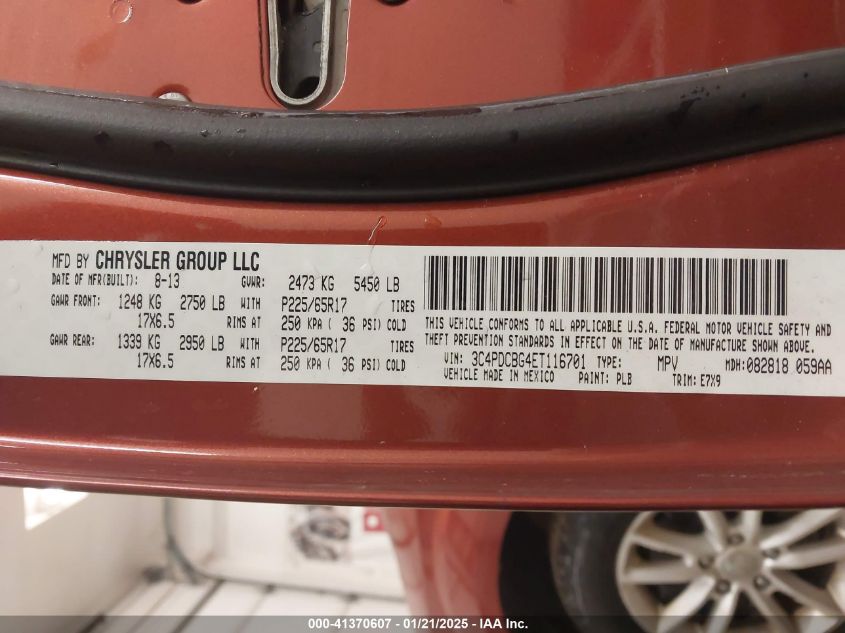 MFD BY CHRYSLER GROUP LLC
DATE OF MFR(BUILT): 8-13 GVWR: 2473 KG 5450 LB
GAWR FRONT: 1248 KG 2750 LB WITH P225/65R17 TIRES
17X6.5 RIMS AT 250 KPA ( 36 PSI) COLD
GAWR REAR: 1339 KG 2950 LB WITH P225/65R17 TIRES
17X6.5 RIMS AT 250 KPA ( 36 PSI) COLD
THIS VEHICLE CONFORMS TO ALL APPLICABLE U.S.A. FEDERAL MOTOR VEHICLE SAFETY AND
THEFT PREVENTION STANDARDS IN EFFECT ON THE DATE OF MANUFACTURE SHOWN ABOVE.
VIN: 3C4PDCBG4ET116701 TYPE: MPV MDH:082818 059AA
VEHICLE MADE IN MEXICO PAINT: PLB TRIM: E7X9
000-41370607 - 01/21/2025 - IAA Inc.